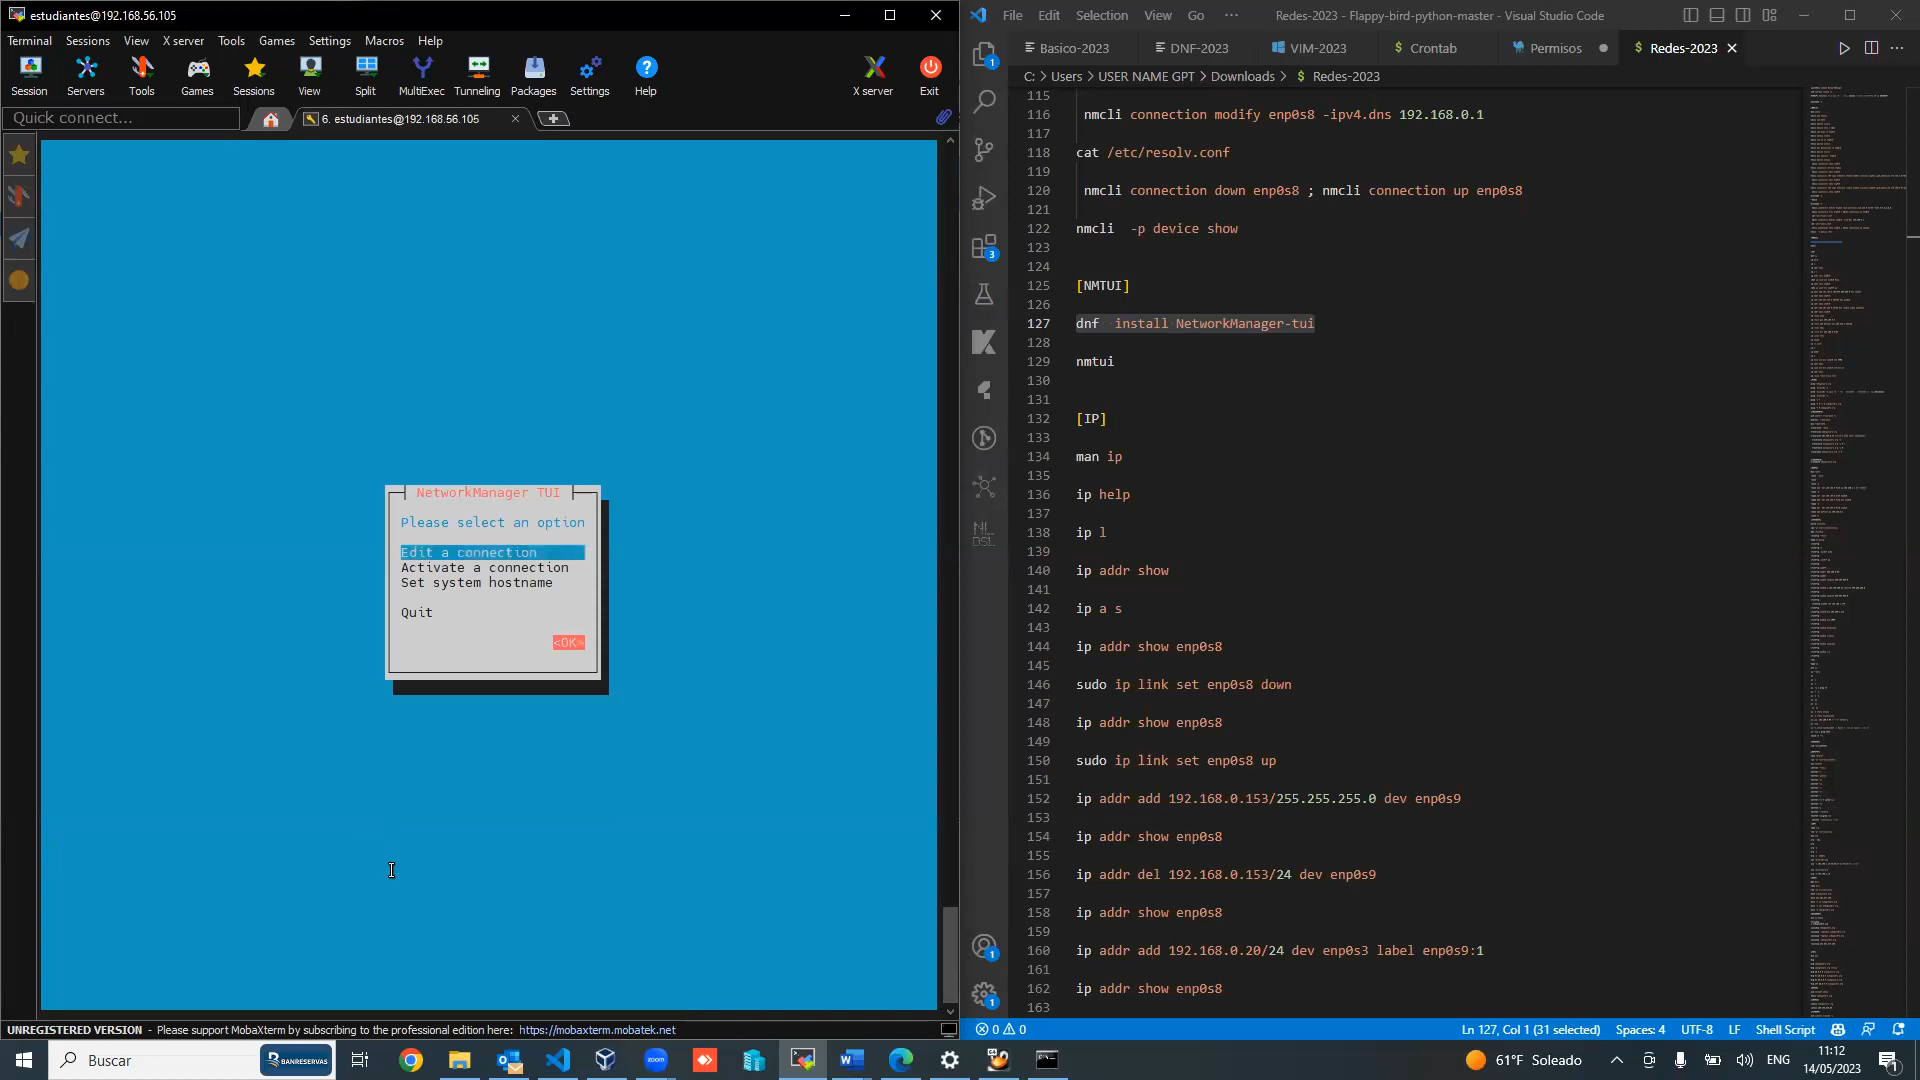 estudiantes@192.168.56.105
Terminal Sessions View X server Tools Games Settings Macros Help
Session Servers Tools Games Sessions View Split MultiExec Tunneling Packages Settings Help X server Exit
Quick connect...
6. estudiantes@192.168.56.105
NetworkManager TUI
Please select an option
Edit a connection
Activate a connection
Set system hostname
Quit
<OK>
UNREGISTERED VERSION - Please support MobaXterm by subscribing to the professional edition here: https://mobaxterm.mobatek.net
File Edit Selection View Go ··· Redes-2023 - Flappy-bird-python-master - Visual Studio Code
Basico-2023 DNF-2023 VIM-2023 $ Crontab Permisos $ Redes-2023
C: > Users > USER NAME GPT > Downloads > $ Redes-2023
115
116 nmcli connection modify enp0s8 -ipv4.dns 192.168.0.1
117
118 cat /etc/resolv.conf
119
120 nmcli connection down enp0s8 ; nmcli connection up enp0s8
121
122 nmcli -p device show
123
124
125 [NMTUI]
126
127 dnf install NetworkManager-tui
128
129 nmtui
130
131
132 [IP]
133
134 man ip
135
136 ip help
137
138 ip l
139
140 ip addr show
141
142 ip a s
143
144 ip addr show enp0s8
145
146 sudo ip link set enp0s8 down
147
148 ip addr show enp0s8
149
150 sudo ip link set enp0s8 up
151
152 ip addr add 192.168.0.153/255.255.255.0 dev enp0s9
153
154 ip addr show enp0s8
155
156 ip addr del 192.168.0.153/24 dev enp0s9
157
158 ip addr show enp0s8
159
160 ip addr add 192.168.0.20/24 dev enp0s3 label enp0s9:1
161
162 ip addr show enp0s8
163
1
3
1
1
0 0 Ln 127, Col 1 (31 selected) Spaces: 4 UTF-8 LF Shell Script
Buscar BANRESERVAS zoom 61°F Soleado ENG 11:12
14/05/2023 1